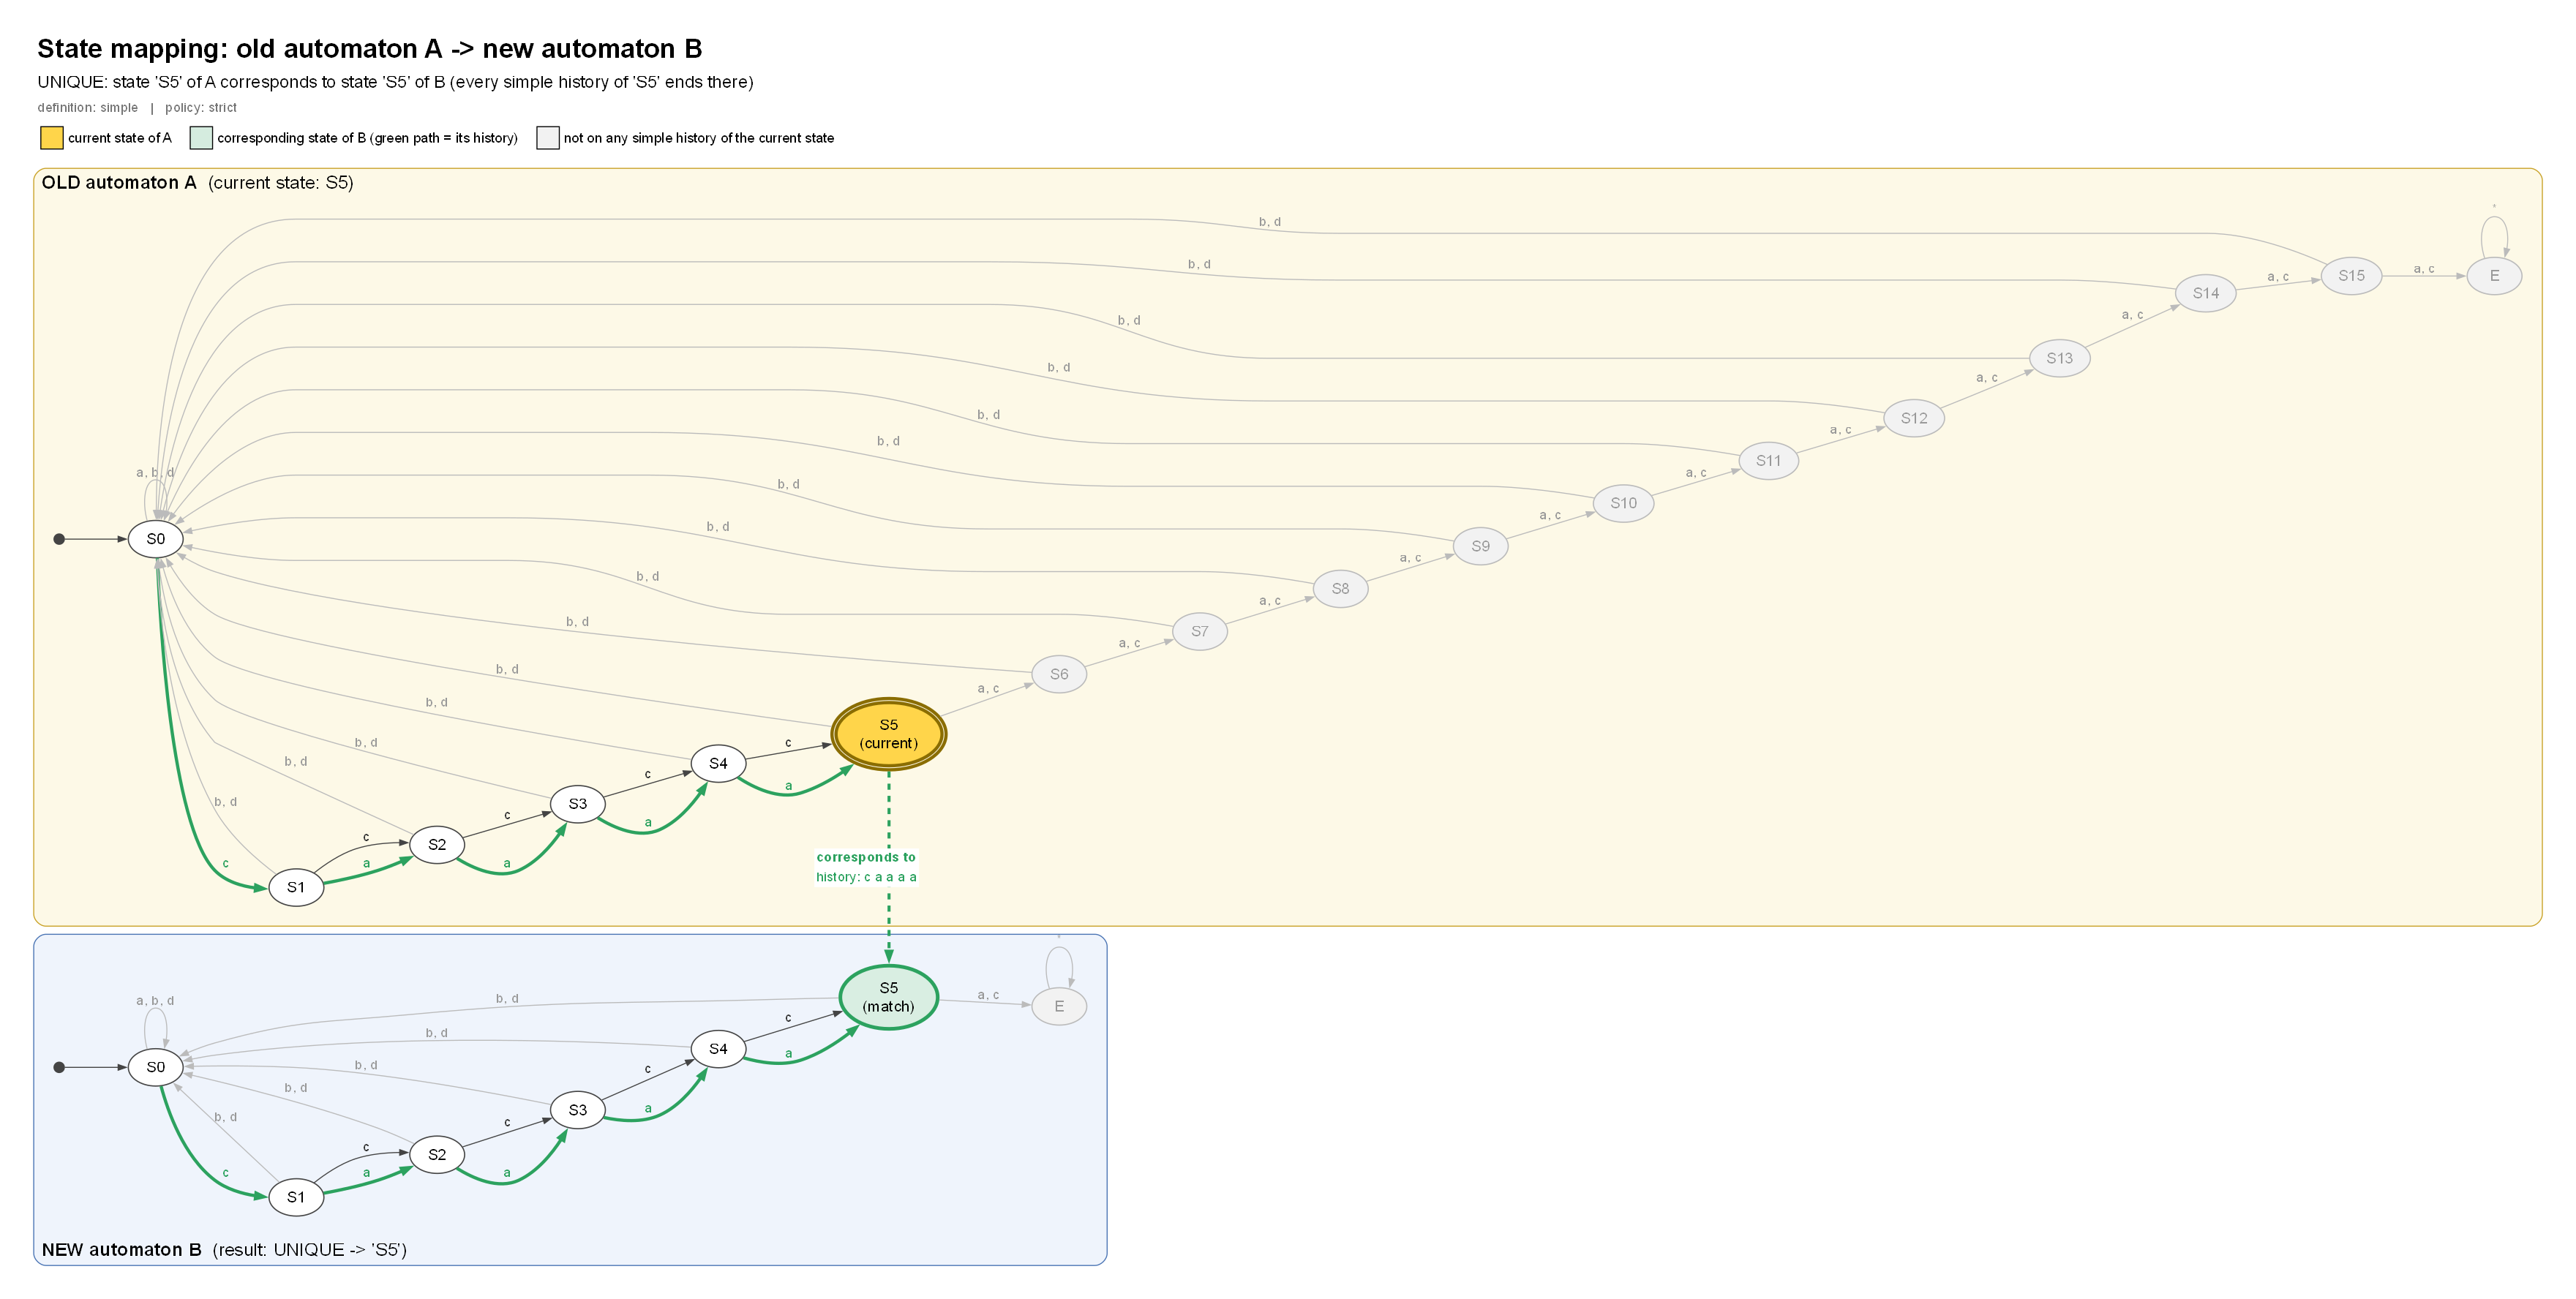 State mapping: old automaton A -> new automaton B
UNIQUE: state 'S5' of A corresponds to state 'S5' of B (every simple history of 'S5' ends there)
definition: simple | policy: strict
current state of A
corresponding state of B (green path = its history)
not on any simple history of the current state
OLD automaton A (current state: S5)
*
b, d
b, d
S15
a, c
E
a, c
S14
a, c
b, d
S13
b, d
a, c
b, d
S12
a, c
b, d
S11
a, c
a, b, d
b, d
S10
a, c
b, d
S0
S9
a, c
b, d
S8
a, c
b, d
S7
a, c
b, d
S6
a, c
b, d
S5
(current)
b, d
c
a
S4
b, d
c
a
S3
b, d
c
a
S2
b, d
c
a
c
S1
corresponds to
history: c a a a a
*
a, b, d
b, d
S5
(match)
a, c
E
b, d
c
a
S4
S0
b, d
c
a
S3
b, d
c
a
S2
b, d
c
a
c
S1
NEW automaton B (result: UNIQUE -> 'S5')